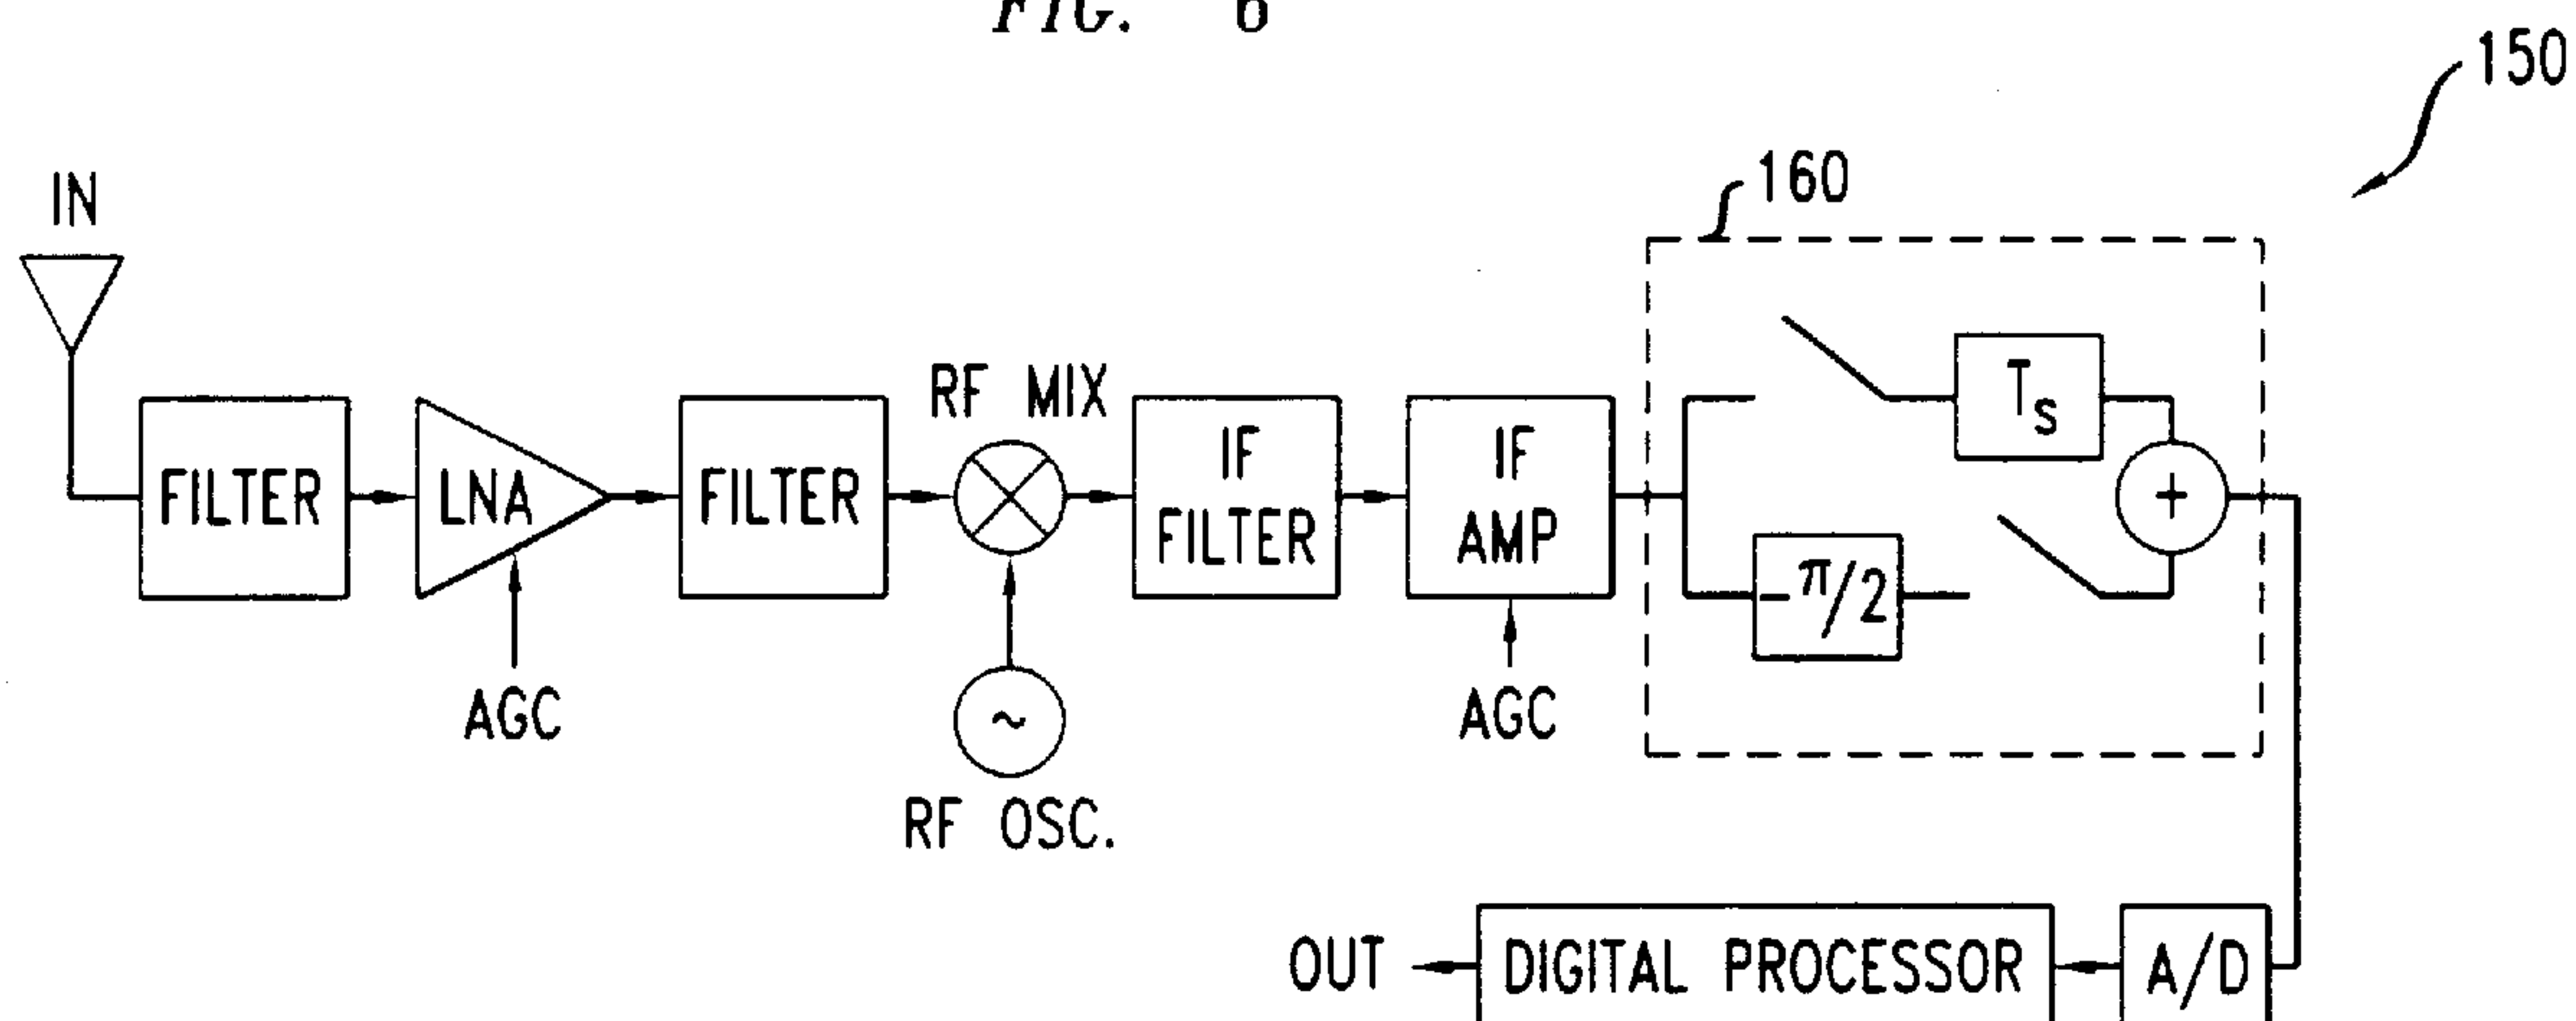 FIG. 6
150
160
IN
RF MIX
FILTER
LNA
FILTER
IF
FILTER
IF
AMP
Ts
+
-π/2
AGC
~
AGC
RF OSC.
OUT
DIGITAL PROCESSOR
A/D